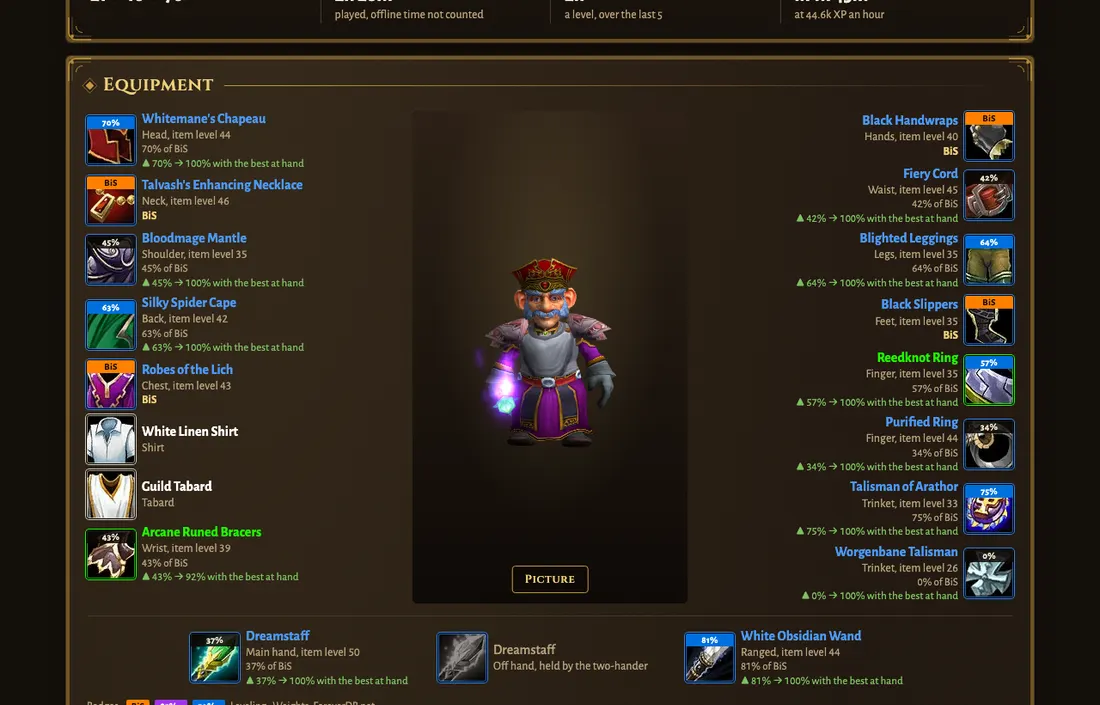 played, offline time not counted
a level, over the last 5
at 44.6k XP an hour
EQUIPMENT
70%
Whitemane's Chapeau
Head, item level 44
70% of BiS
▲ 70% → 100% with the best at hand
BiS
Talvash's Enhancing Necklace
Neck, item level 46
BiS
45%
Bloodmage Mantle
Shoulder, item level 35
45% of BiS
▲ 45% → 100% with the best at hand
63%
Silky Spider Cape
Back, item level 42
63% of BiS
▲ 63% → 100% with the best at hand
BiS
Robes of the Lich
Chest, item level 43
BiS
White Linen Shirt
Shirt
Guild Tabard
Tabard
43%
Arcane Runed Bracers
Wrist, item level 39
43% of BiS
▲ 43% → 92% with the best at hand
PICTURE
Black Handwraps
BiS
Hands, item level 40
BiS
Fiery Cord
42%
Waist, item level 45
42% of BiS
▲ 42% → 100% with the best at hand
Blighted Leggings
64%
Legs, item level 35
64% of BiS
▲ 64% → 100% with the best at hand
Black Slippers
BiS
Feet, item level 35
BiS
Reedknot Ring
57%
Finger, item level 35
57% of BiS
▲ 57% → 100% with the best at hand
Purified Ring
34%
Finger, item level 44
34% of BiS
▲ 34% → 100% with the best at hand
Talisman of Arathor
75%
Trinket, item level 33
75% of BiS
▲ 75% → 100% with the best at hand
Worgenbane Talisman
0%
Trinket, item level 26
0% of BiS
▲ 0% → 100% with the best at hand
37%
Dreamstaff
Main hand, item level 50
37% of BiS
▲ 37% → 100% with the best at hand
Dreamstaff
Off hand, held by the two-hander
81%
White Obsidian Wand
Ranged, item level 44
81% of BiS
▲ 81% → 100% with the best at hand